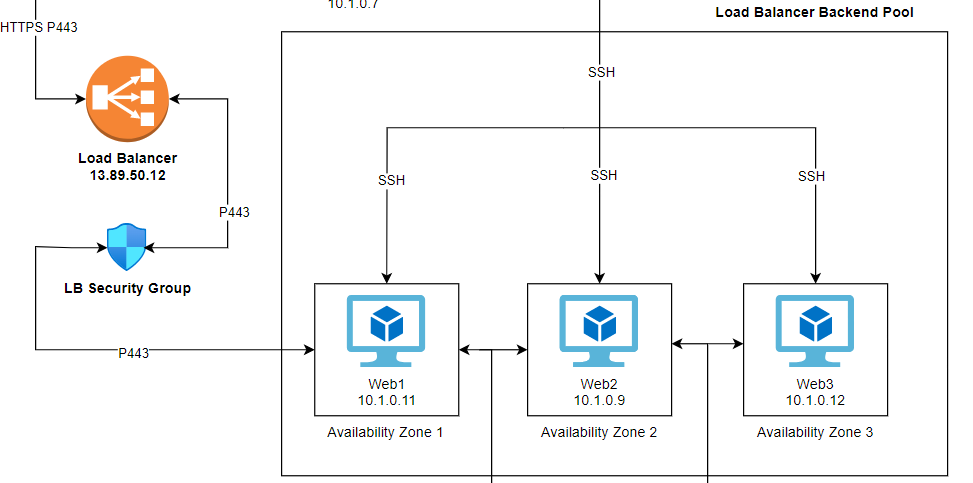 10.1.0.7
Load Balancer Backend Pool
HTTPS P443
SSH
Load Balancer
13.89.50.12
SSH
SSH
SSH
P443
LB Security Group
P443
Web1
10.1.0.11
Web2
10.1.0.9
Web3
10.1.0.12
Availability Zone 1
Availability Zone 2
Availability Zone 3